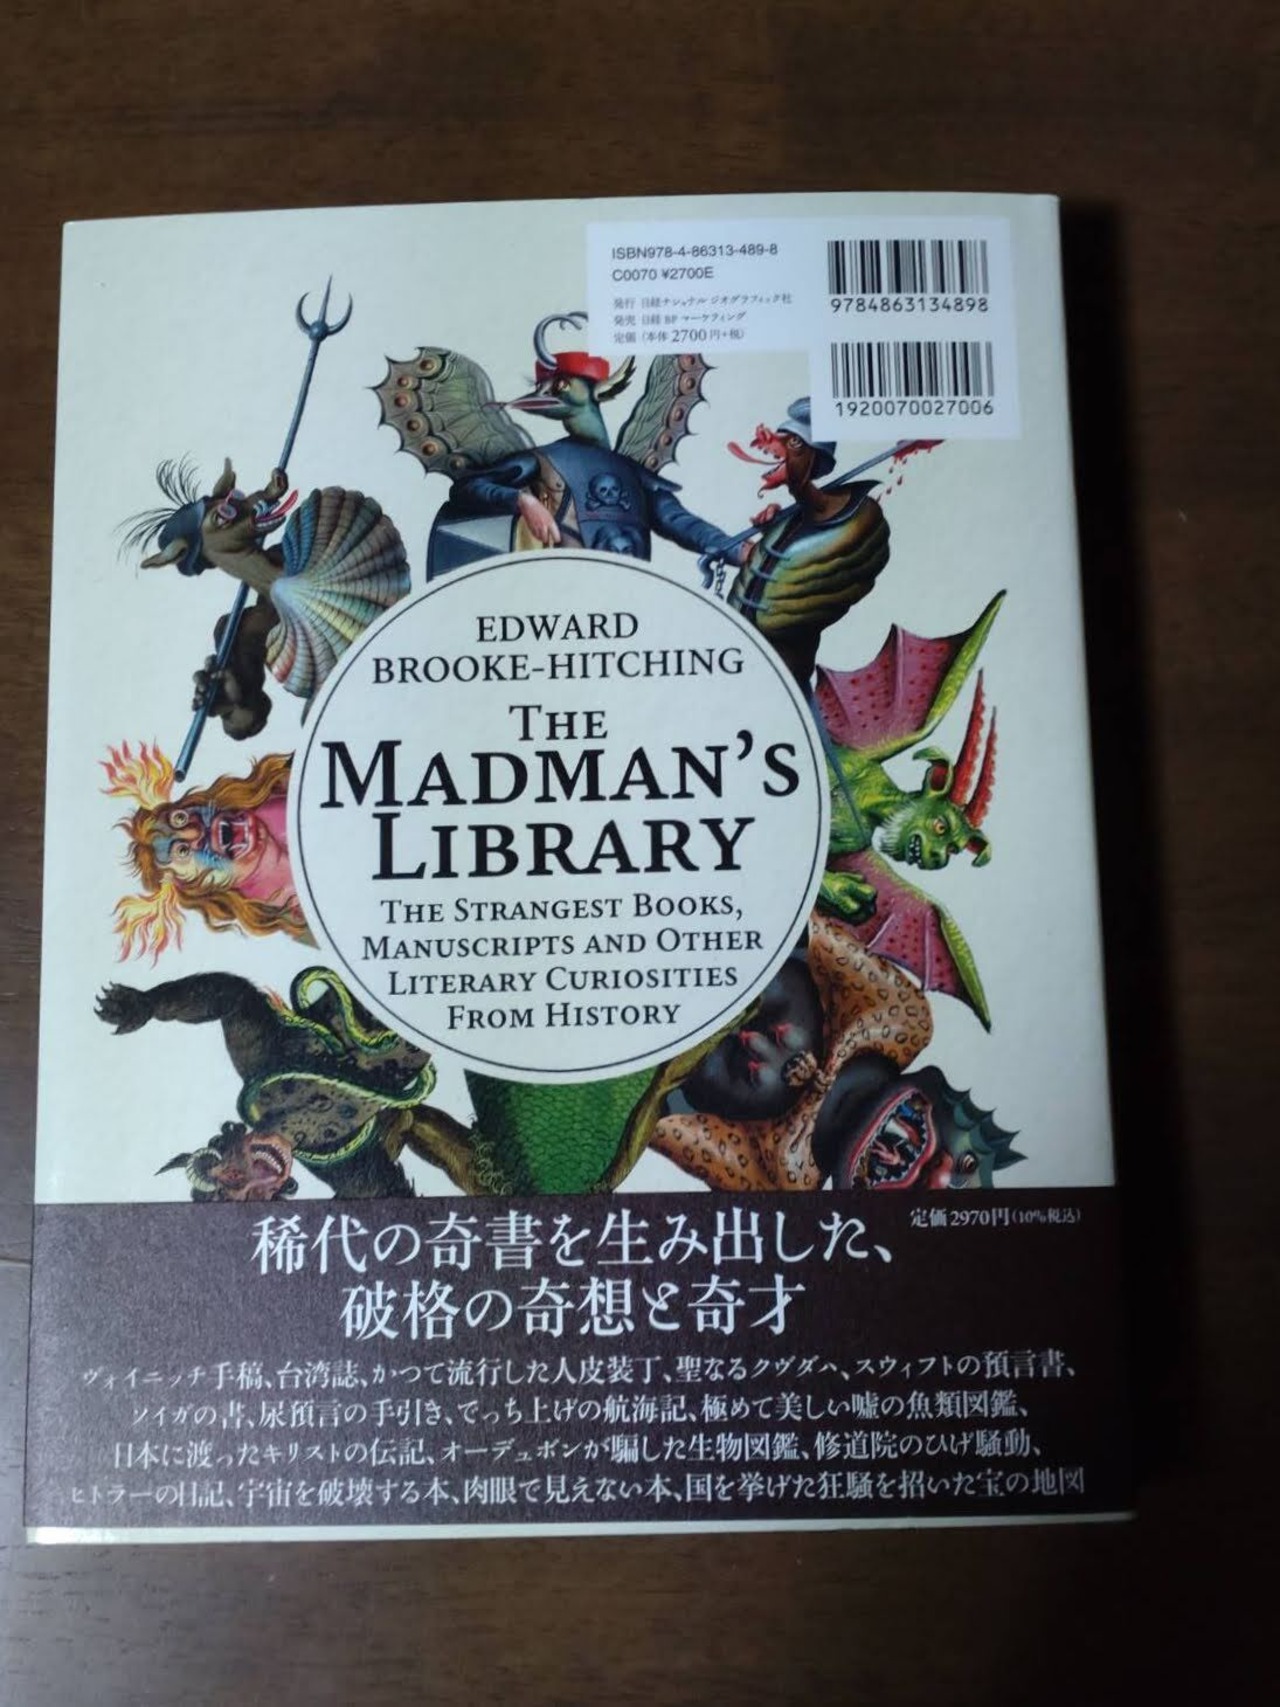 ISBN978-4-86313-489-8
C0070 ¥2700E
発行 日経ナショナル ジオグラフィック社
発売 日経BPマーケティング
定価 (本体2700円+税)
9784863134898
1920070027006
EDWARD
BROOKE-HITCHING
THE
MADMAN'S
LIBRARY
THE STRANGEST BOOKS,
MANUSCRIPTS AND OTHER
LITERARY CURIOSITIES
FROM HISTORY
定価2970円(10%税込)
稀代の奇書を生み出した、
破格の奇想と奇才
ヴォイニッチ手稿、台湾誌、かつて流行した人皮装丁、聖なるクヴダハ、スウィフトの預言書、
ソイガの書、尿預言の手引き、でっち上げの航海記、極めて美しい嘘の魚類図鑑、
日本に渡ったキリストの伝記、オーデュボンが騙した生物図鑑、修道院のひげ騒動、
ヒトラーの日記、宇宙を破壊する本、肉眼で見えない本、国を挙げた狂騒を招いた宝の地図